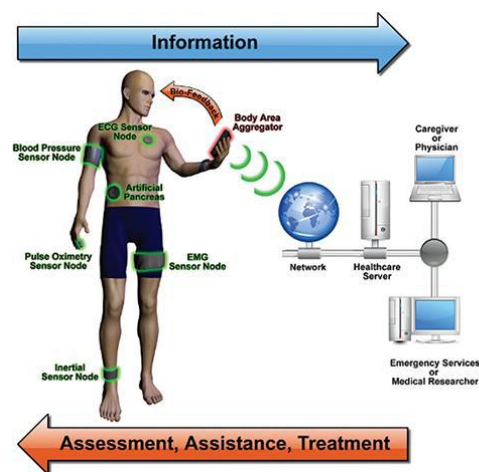 Information
Bio-Feedback
Body Area
Aggregator
ECG Sensor
Node
Blood Pressure
Sensor Node
Artificial
Pancreas
Pulse Oximetry
Sensor Node
EMG
Sensor Node
Inertial
Sensor Node
Caregiver
or
Physician
Network
Healthcare
Server
Emergency Services
or
Medical Researcher
Assessment, Assistance, Treatment